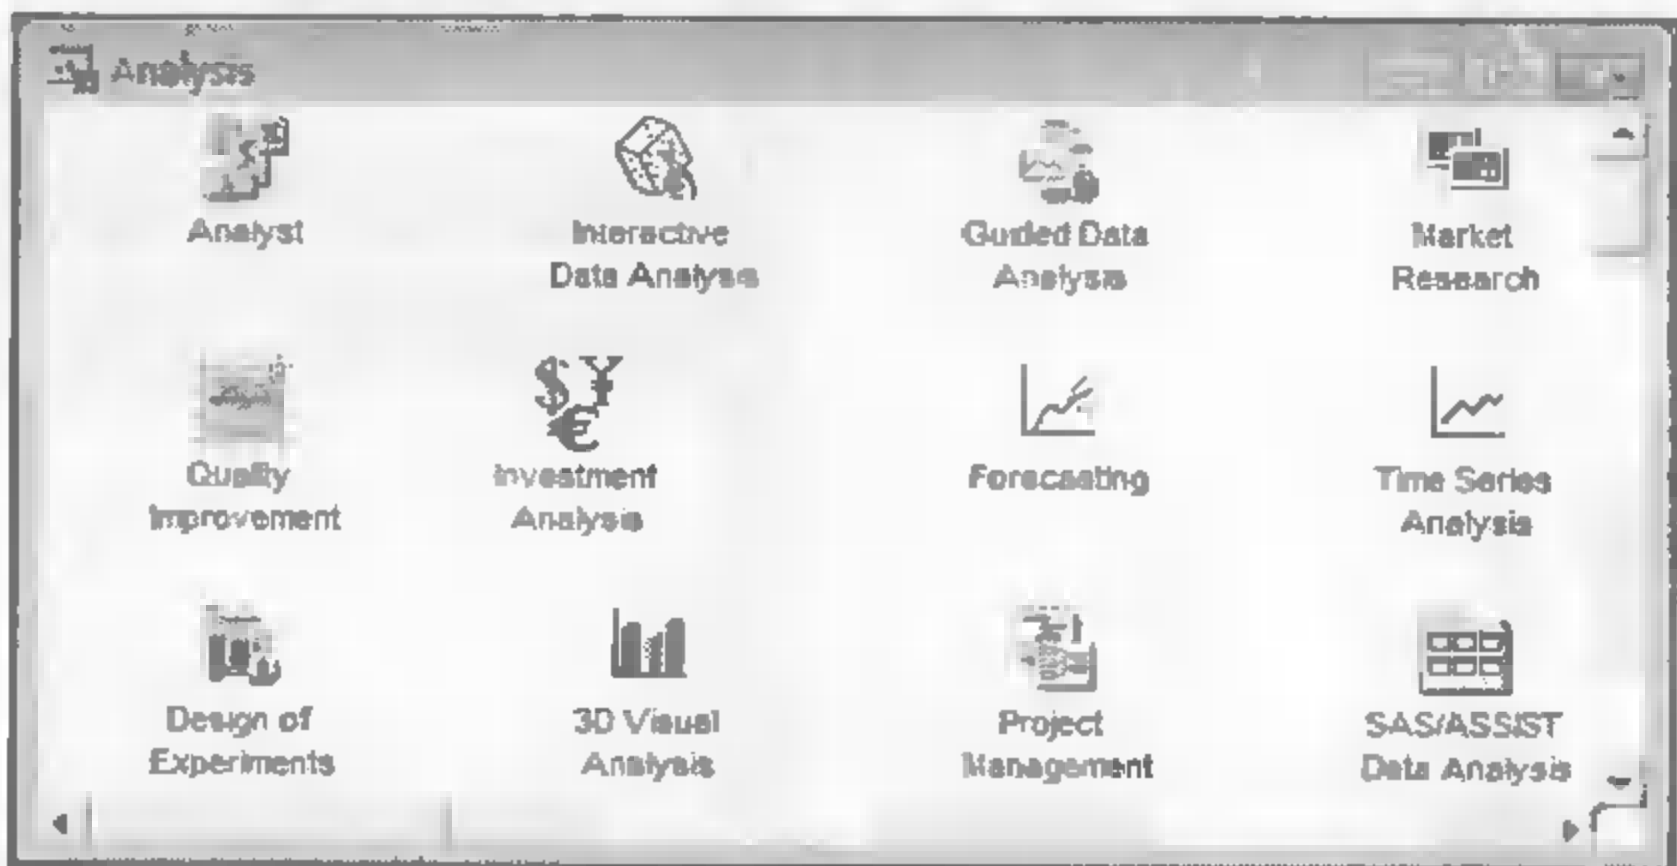 Analysis
Analyst
Interactive
Data Analysis
Guided Data
Analysis
Market
Research
Quality
Improvement
Investment
Analysis
Forecasting
Time Series
Analysis
Design of
Experiments
3D Visual
Analysis
Project
Management
SAS/ASSIST
Data Analysis